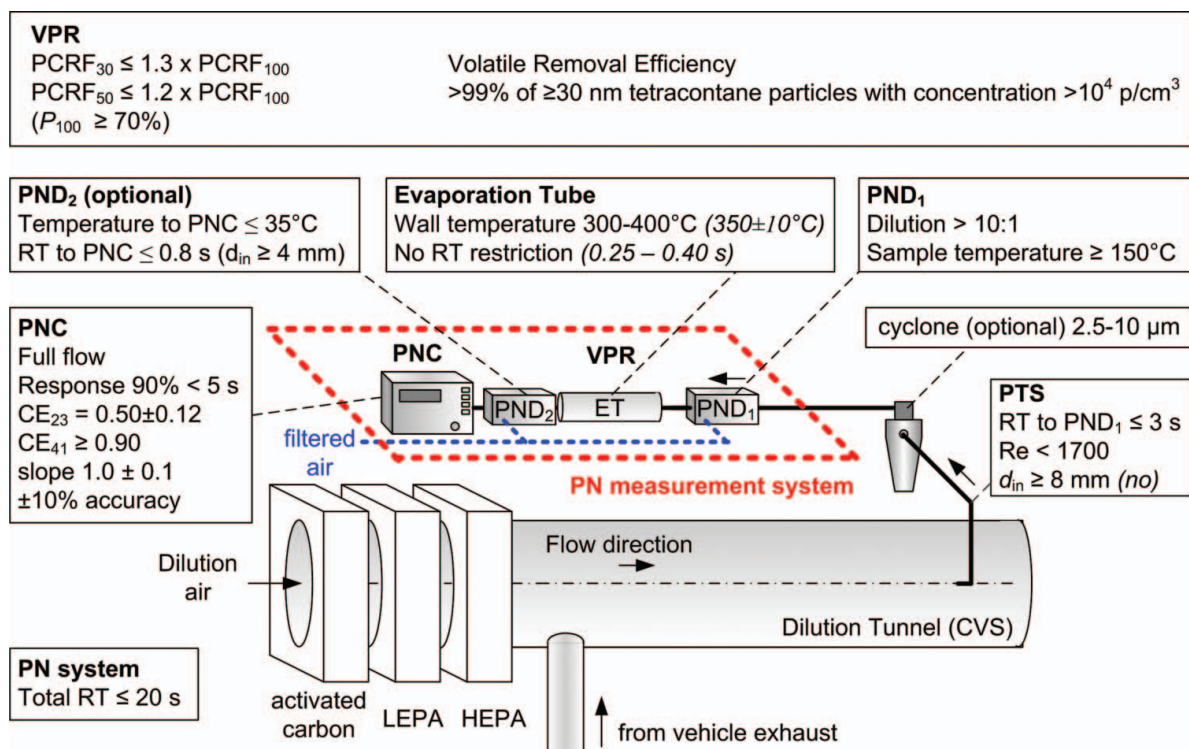 VPR
PCRF30 ≤ 1.3 x PCRF100
PCRF50 ≤ 1.2 x PCRF100
(P100 ≥ 70%)
Volatile Removal Efficiency
>99% of ≥30 nm tetracontane particles with concentration >10⁴ p/cm³
PND2 (optional)
Temperature to PNC ≤ 35°C
RT to PNC ≤ 0.8 s (din ≥ 4 mm)
Evaporation Tube
Wall temperature 300-400°C (350±10°C)
No RT restriction (0.25 – 0.40 s)
PND1
Dilution > 10:1
Sample temperature ≥ 150°C
PNC
Full flow
Response 90% < 5 s
CE23 = 0.50±0.12
CE41 ≥ 0.90
slope 1.0 ± 0.1
±10% accuracy
cyclone (optional) 2.5-10 µm
PNC
VPR
PND2
ET
PND1
filtered
air
PN measurement system
PTS
RT to PND1 ≤ 3 s
Re < 1700
din ≥ 8 mm (no)
Dilution
air
Flow direction
Dilution Tunnel (CVS)
PN system
Total RT ≤ 20 s
activated
carbon
LEPA
HEPA
from vehicle exhaust